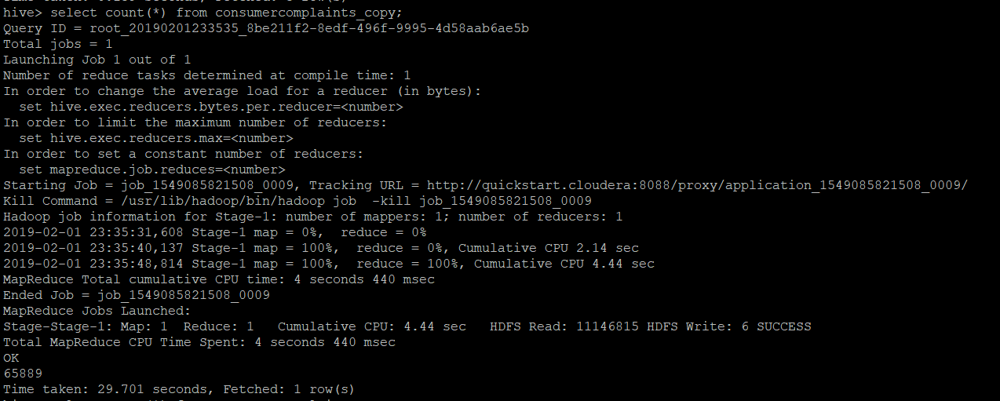 hive> select count(*) from consumercomplaints_copy;
Query ID = root_20190201233535_8be211f2-8edf-496f-9995-4d58aab6ae5b
Total jobs = 1
Launching Job 1 out of 1
Number of reduce tasks determined at compile time: 1
In order to change the average load for a reducer (in bytes):
  set hive.exec.reducers.bytes.per.reducer=<number>
In order to limit the maximum number of reducers:
  set hive.exec.reducers.max=<number>
In order to set a constant number of reducers:
  set mapreduce.job.reduces=<number>
Starting Job = job_1549085821508_0009, Tracking URL = http://quickstart.cloudera:8088/proxy/application_1549085821508_0009/
Kill Command = /usr/lib/hadoop/bin/hadoop job  -kill job_1549085821508_0009
Hadoop job information for Stage-1: number of mappers: 1; number of reducers: 1
2019-02-01 23:35:31,608 Stage-1 map = 0%,  reduce = 0%
2019-02-01 23:35:40,137 Stage-1 map = 100%,  reduce = 0%, Cumulative CPU 2.14 sec
2019-02-01 23:35:48,814 Stage-1 map = 100%,  reduce = 100%, Cumulative CPU 4.44 sec
MapReduce Total cumulative CPU time: 4 seconds 440 msec
Ended Job = job_1549085821508_0009
MapReduce Jobs Launched:
Stage-Stage-1: Map: 1  Reduce: 1   Cumulative CPU: 4.44 sec   HDFS Read: 11146815 HDFS Write: 6 SUCCESS
Total MapReduce CPU Time Spent: 4 seconds 440 msec
OK
65889
Time taken: 29.701 seconds, Fetched: 1 row(s)